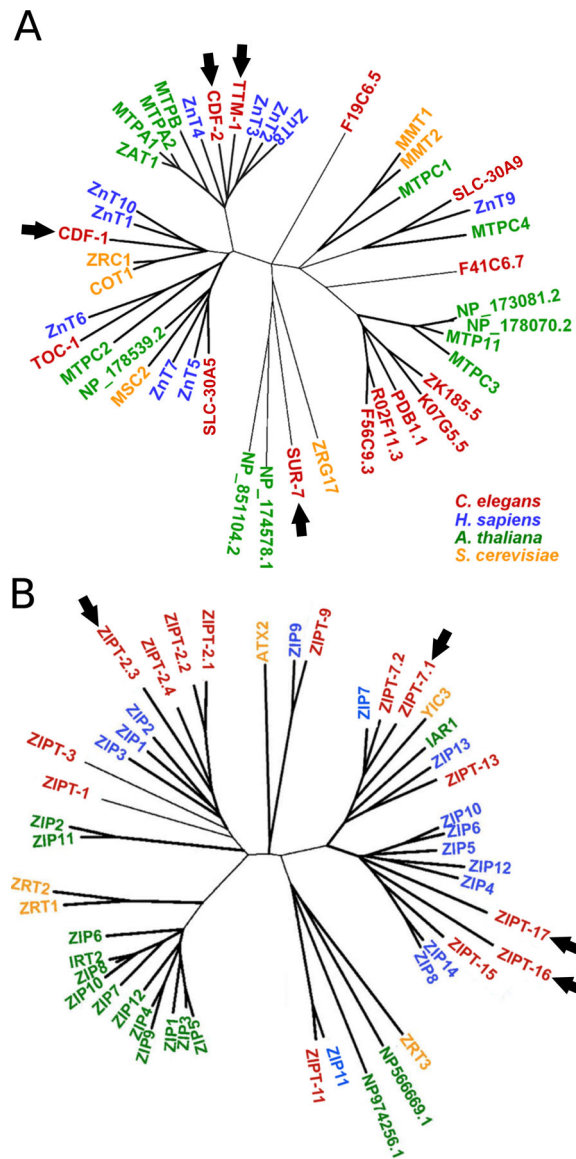 A
MTPA1
MTPA2
MTPB
ZAT1
ZnT4
CDF-2
TTM-1
ZnT3
ZnT2
ZnT8
F19C6.5
MMT1
MMT2
MTPC1
SLC-30A9
ZnT9
MTPC4
F41C6.7
NP_173081.2
NP_178070.2
MTP11
MTPC3
ZK185.5
K07G5.5
PDB1.1
R02F11.3
F56C9.3
ZRG17
SUR-7
NP_174578.1
NP_851104.2
SLC-30A5
ZnT5
ZnT7
MSC2
NP_178539.2
MTPC2
TOC-1
ZnT6
COT1
ZRC1
CDF-1
ZnT1
ZnT10
C. elegans
H. sapiens
A. thaliana
S. cerevisiae
B
ZIPT-2.3
ZIPT-2.4
ZIPT-2.2
ZIPT-2.1
ATX2
ZIP9
ZIPT-9
ZIP7
ZIPT-7.2
ZIPT-7.1
YIC3
IAR1
ZIP13
ZIPT-13
ZIP10
ZIP6
ZIP5
ZIP12
ZIP4
ZIPT-17
ZIPT-16
ZIPT-15
ZIP14
ZIP8
ZRT3
NP566669.1
NP974256.1
ZIP11
ZIPT-11
ZIP5
ZIP3
ZIP1
ZIP9
ZIP4
ZIP12
ZIP7
ZIP10
ZIP8
IRT2
ZIP6
ZRT1
ZRT2
ZIP11
ZIP2
ZIPT-1
ZIPT-3
ZIP3
ZIP1
ZIP2